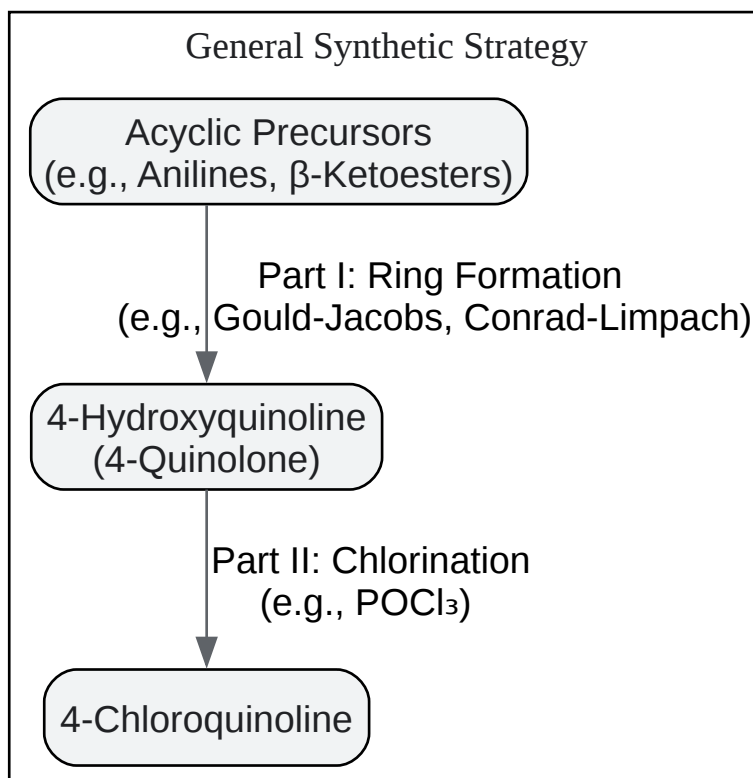 General Synthetic Strategy
Acyclic Precursors
(e.g., Anilines, β-Ketoesters)
Part I: Ring Formation
(e.g., Gould-Jacobs, Conrad-Limpach)
4-Hydroxyquinoline
(4-Quinolone)
Part II: Chlorination
(e.g., POCl₃)
4-Chloroquinoline